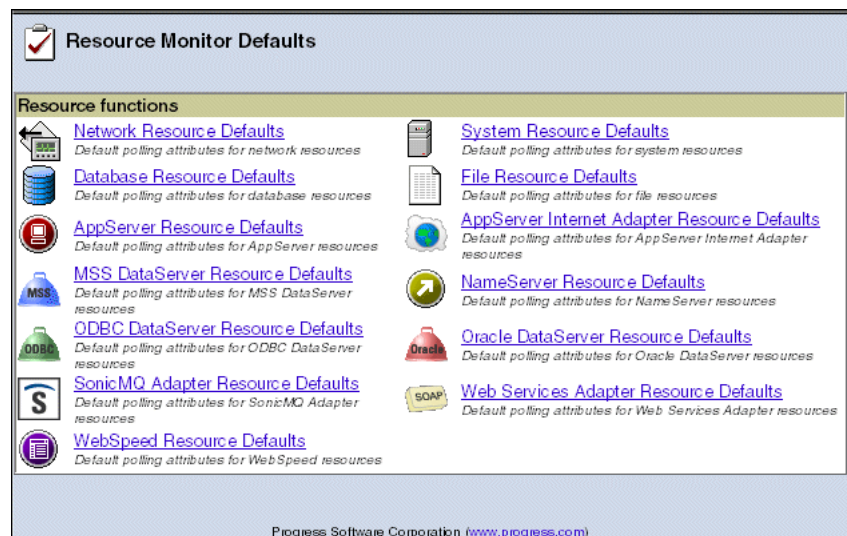 Resource Monitor Defaults
Resource functions
Network Resource Defaults
Default polling attributes for network resources
System Resource Defaults
Default polling attributes for system resources
Database Resource Defaults
Default polling attributes for database resources
File Resource Defaults
Default polling attributes for file resources
AppServer Resource Defaults
Default polling attributes for AppServer resources
AppServer Internet Adapter Resource Defaults
Default polling attributes for AppServer Internet Adapter
resources
MSS
MSS DataServer Resource Defaults
Default polling attributes for MSS DataServer
resources
NameServer Resource Defaults
Default polling attributes for NameServer resources
ODBC
ODBC DataServer Resource Defaults
Default polling attributes for ODBC DataServer
resources
Oracle
Oracle DataServer Resource Defaults
Default polling attributes for Oracle DataServer resources
S
SonicMQ Adapter Resource Defaults
Default polling attributes for SonicMQ Adapter
resources
SOAP
Web Services Adapter Resource Defaults
Default polling attributes for Web Services Adapter resources
WebSpeed Resource Defaults
Default polling attributes for WebSpeed resources
Progress Software Corporation (www.progress.com)